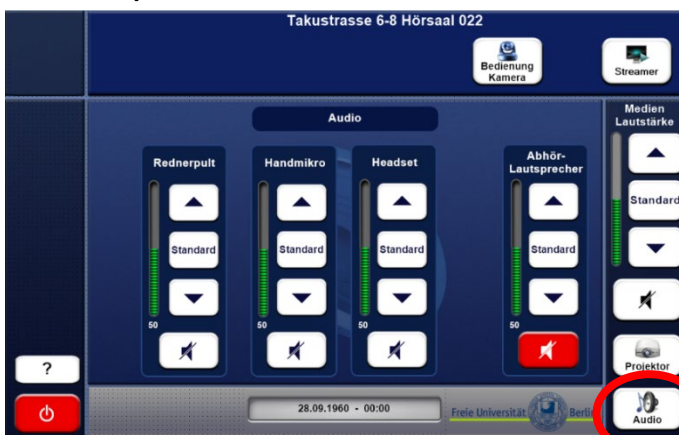 Takustrasse 6-8 Hörsaal 022
Bedienung
Kamera
Streamer
Audio
Rednerpult
Standard
50
Handmikro
Standard
50
Headset
Standard
50
Abhör-
Lautsprecher
Standard
50
Medien
Lautstärke
Standard
Projektor
Audio
?
28.09.1960 - 00:00
Freie Universität Berlin